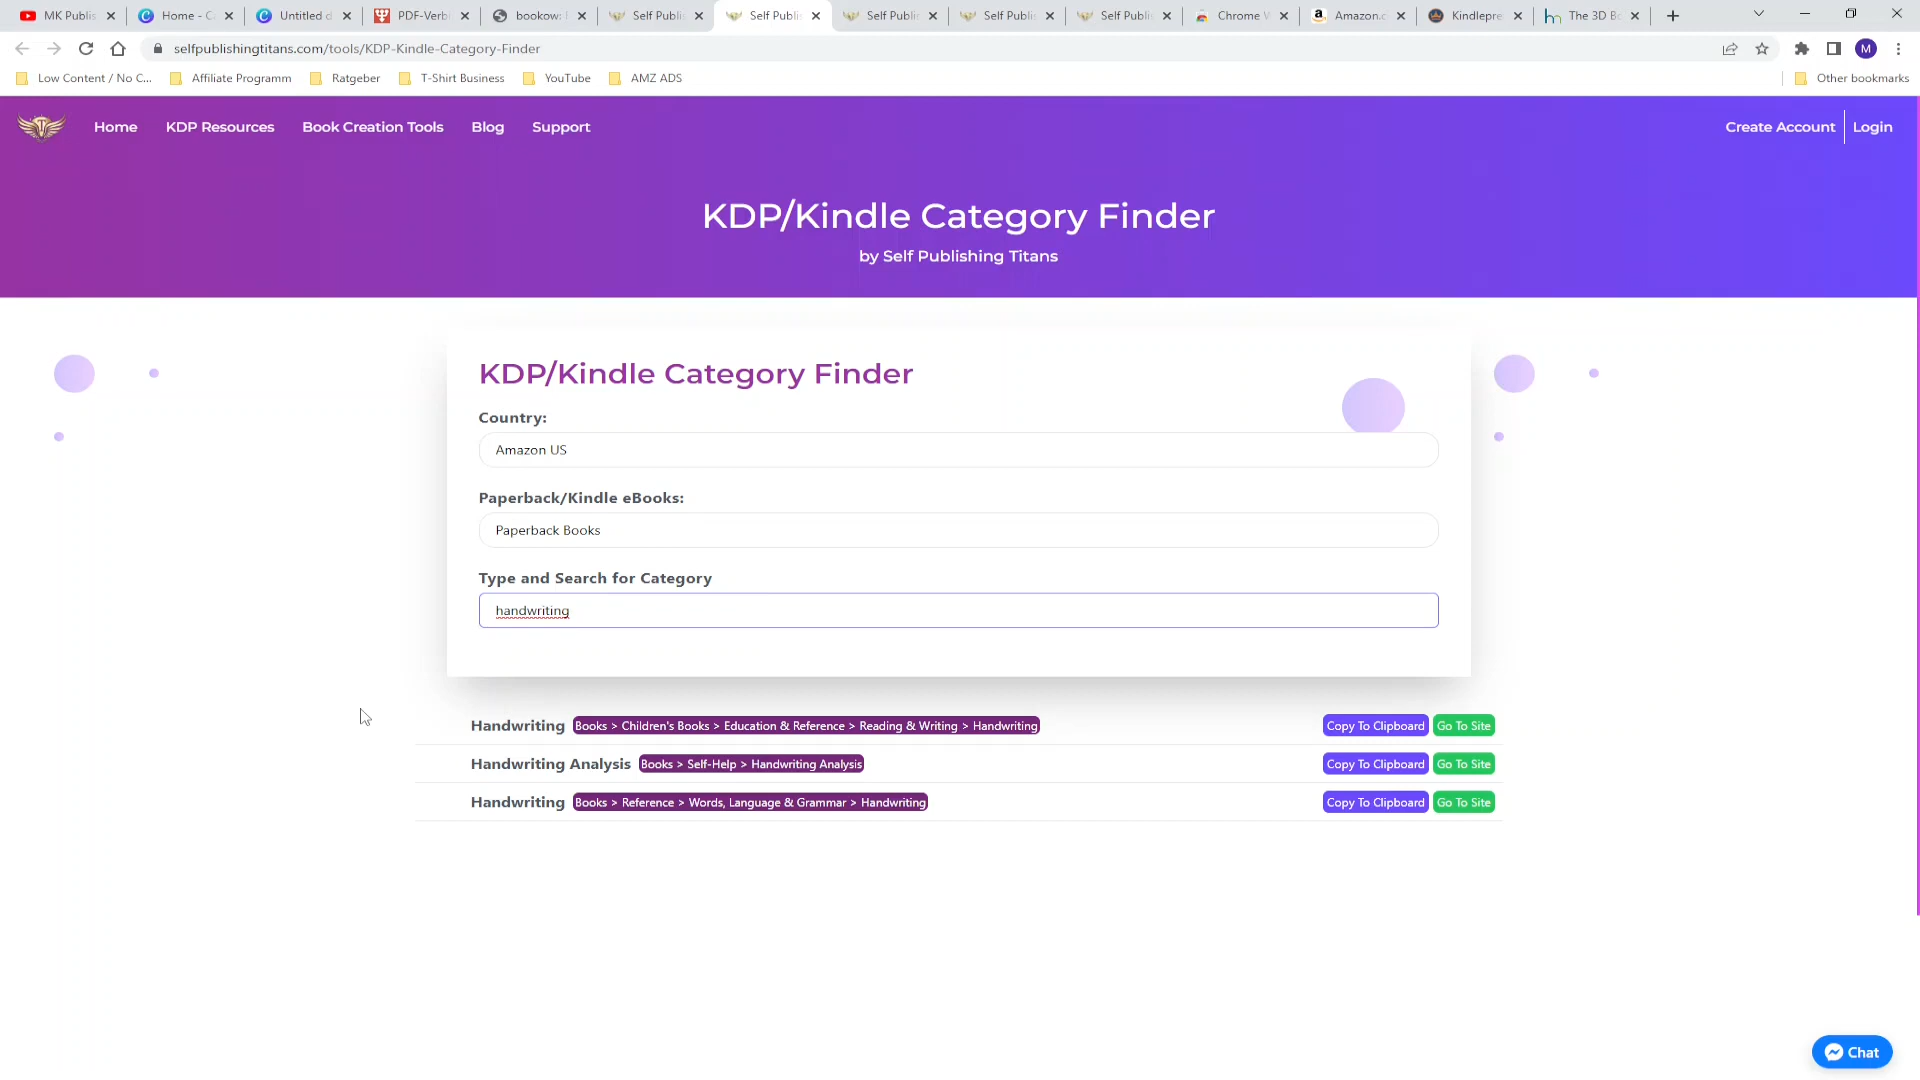 MK Publis
Home - C
Untitled d
PDF-Verb
bookow:
Self Public
Self Public
Self Public
Self Public
Self Public
Chrome W
Amazon.c
Kindlepre
The 3D Bo
selfpublishingtitans.com/tools/KDP-Kindle-Category-Finder
M
Low Content / No C...
Affiliate Programm
Ratgeber
T-Shirt Business
YouTube
AMZ ADS
Other bookmarks
Home
KDP Resources
Book Creation Tools
Blog
Support
Create Account
Login
KDP/Kindle Category Finder
by Self Publishing Titans
KDP/Kindle Category Finder
Country:
Amazon US
Paperback/Kindle eBooks:
Paperback Books
Type and Search for Category
handwriting
Handwriting Books > Children's Books > Education & Reference > Reading & Writing > Handwriting Copy To Clipboard Go To Site
Handwriting Analysis Books > Self-Help > Handwriting Analysis Copy To Clipboard Go To Site
Handwriting Books > Reference > Words, Language & Grammar > Handwriting Copy To Clipboard Go To Site
Chat